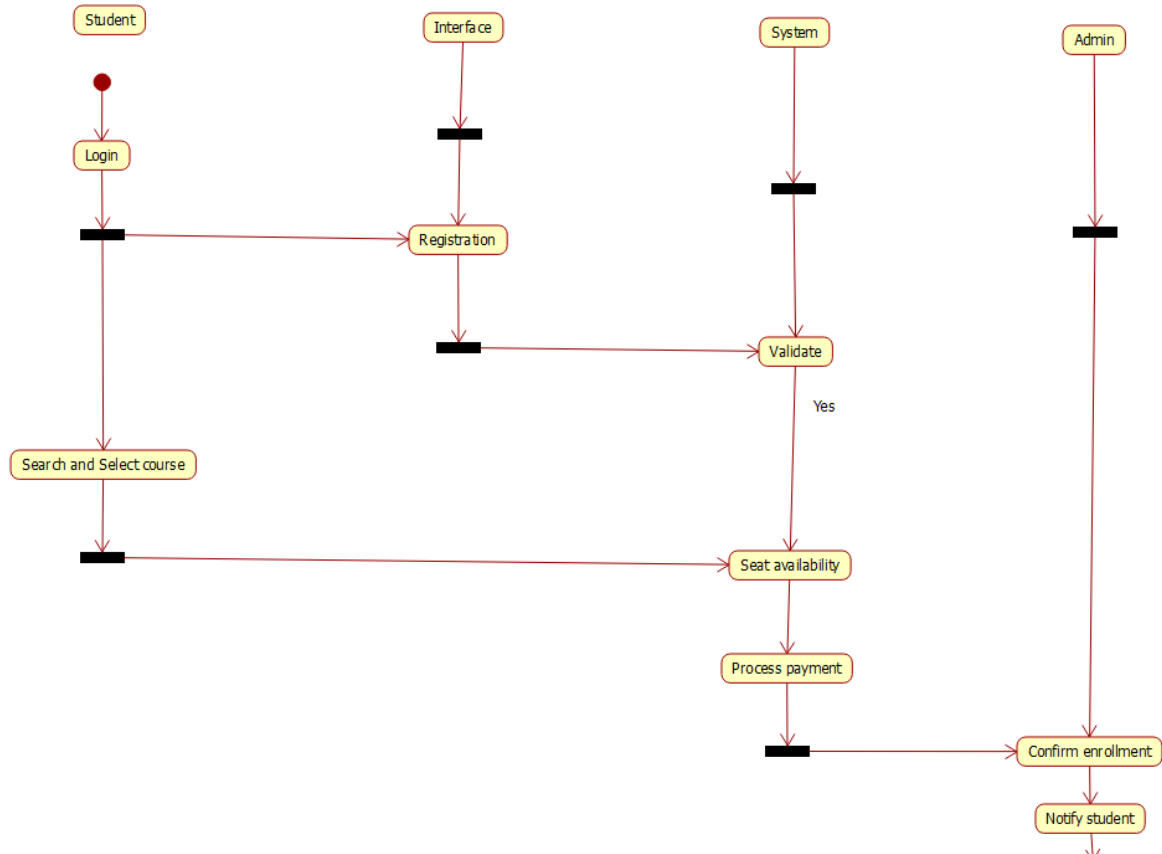 Student
Interface
System
Admin
Login
Registration
Validate
Yes
Search and Select course
Seat availability
Process payment
Confirm enrollment
Notify student